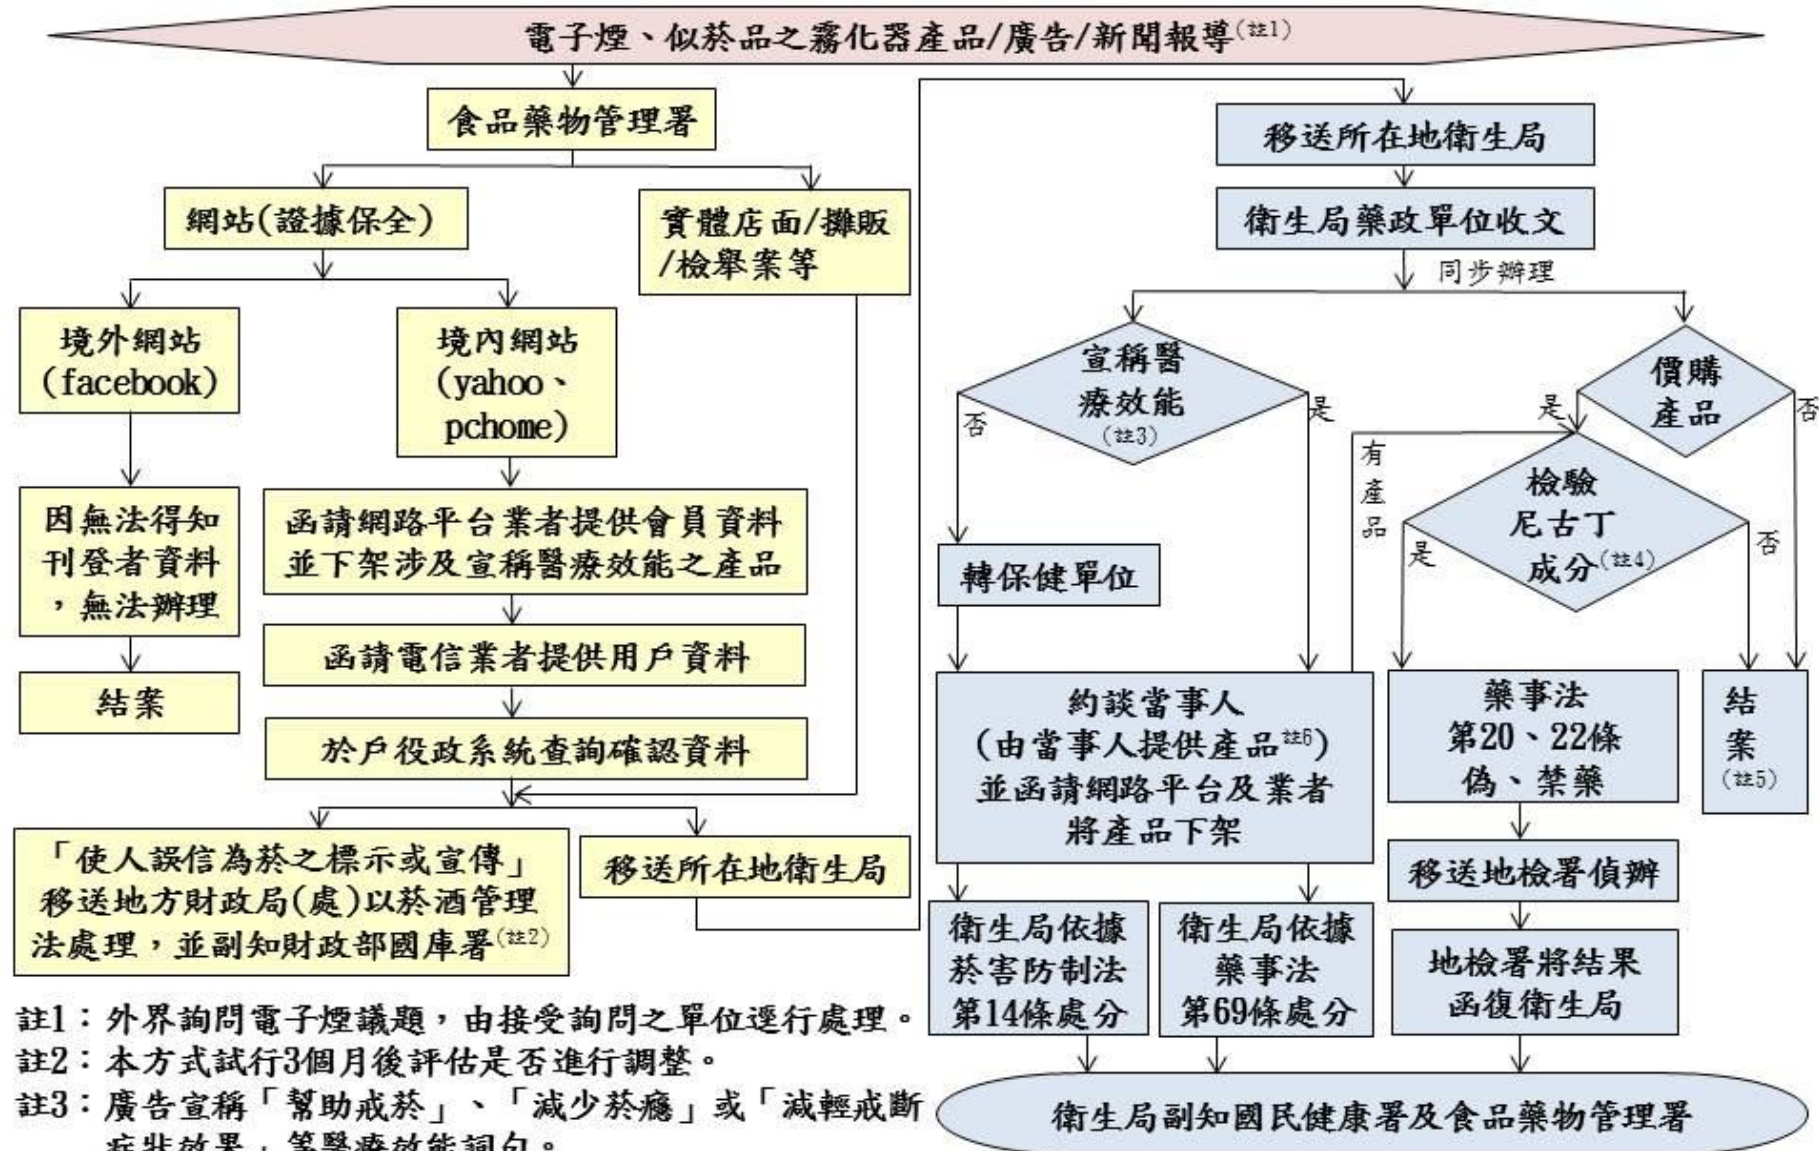 電子煙、似菸品之霧化器產品/廣告/新聞報導(註1)
食品藥物管理署
網站(證據保全)
實體店面/攤販
/檢舉案等
境外網站
(facebook)
境內網站
(yahoo、
pchome)
因無法得知
刊登者資料
，無法辦理
結案
函請網路平台業者提供會員資料
並下架涉及宣稱醫療效能之產品
函請電信業者提供用戶資料
於戶役政系統查詢確認資料
「使人誤信為菸之標示或宣傳」
移送地方財政局(處)以菸酒管理
法處理，並副知財政部國庫署(註2)
移送所在地衛生局
移送所在地衛生局
衛生局藥政單位收文
同步辦理
宣稱醫
療效能
(註3)
否
是
價購
產品
是
否
有
產
品
檢驗
尼古丁
成分(註4)
是
否
轉保健單位
約談當事人
(由當事人提供產品註6)
並函請網路平台及業者
將產品下架
藥事法
第20、22條
偽、禁藥
結
案
(註5)
移送地檢署偵辦
衛生局依據
菸害防制法
第14條處分
衛生局依據
藥事法
第69條處分
地檢署將結果
函復衛生局
衛生局副知國民健康署及食品藥物管理署
註1：外界詢問電子煙議題，由接受詢問之單位逕行處理。
註2：本方式試行3個月後評估是否進行調整。
註3：廣告宣稱「幫助戒菸」、「減少菸癮」或「減輕戒斷
症狀效果」等醫療效能詞句。